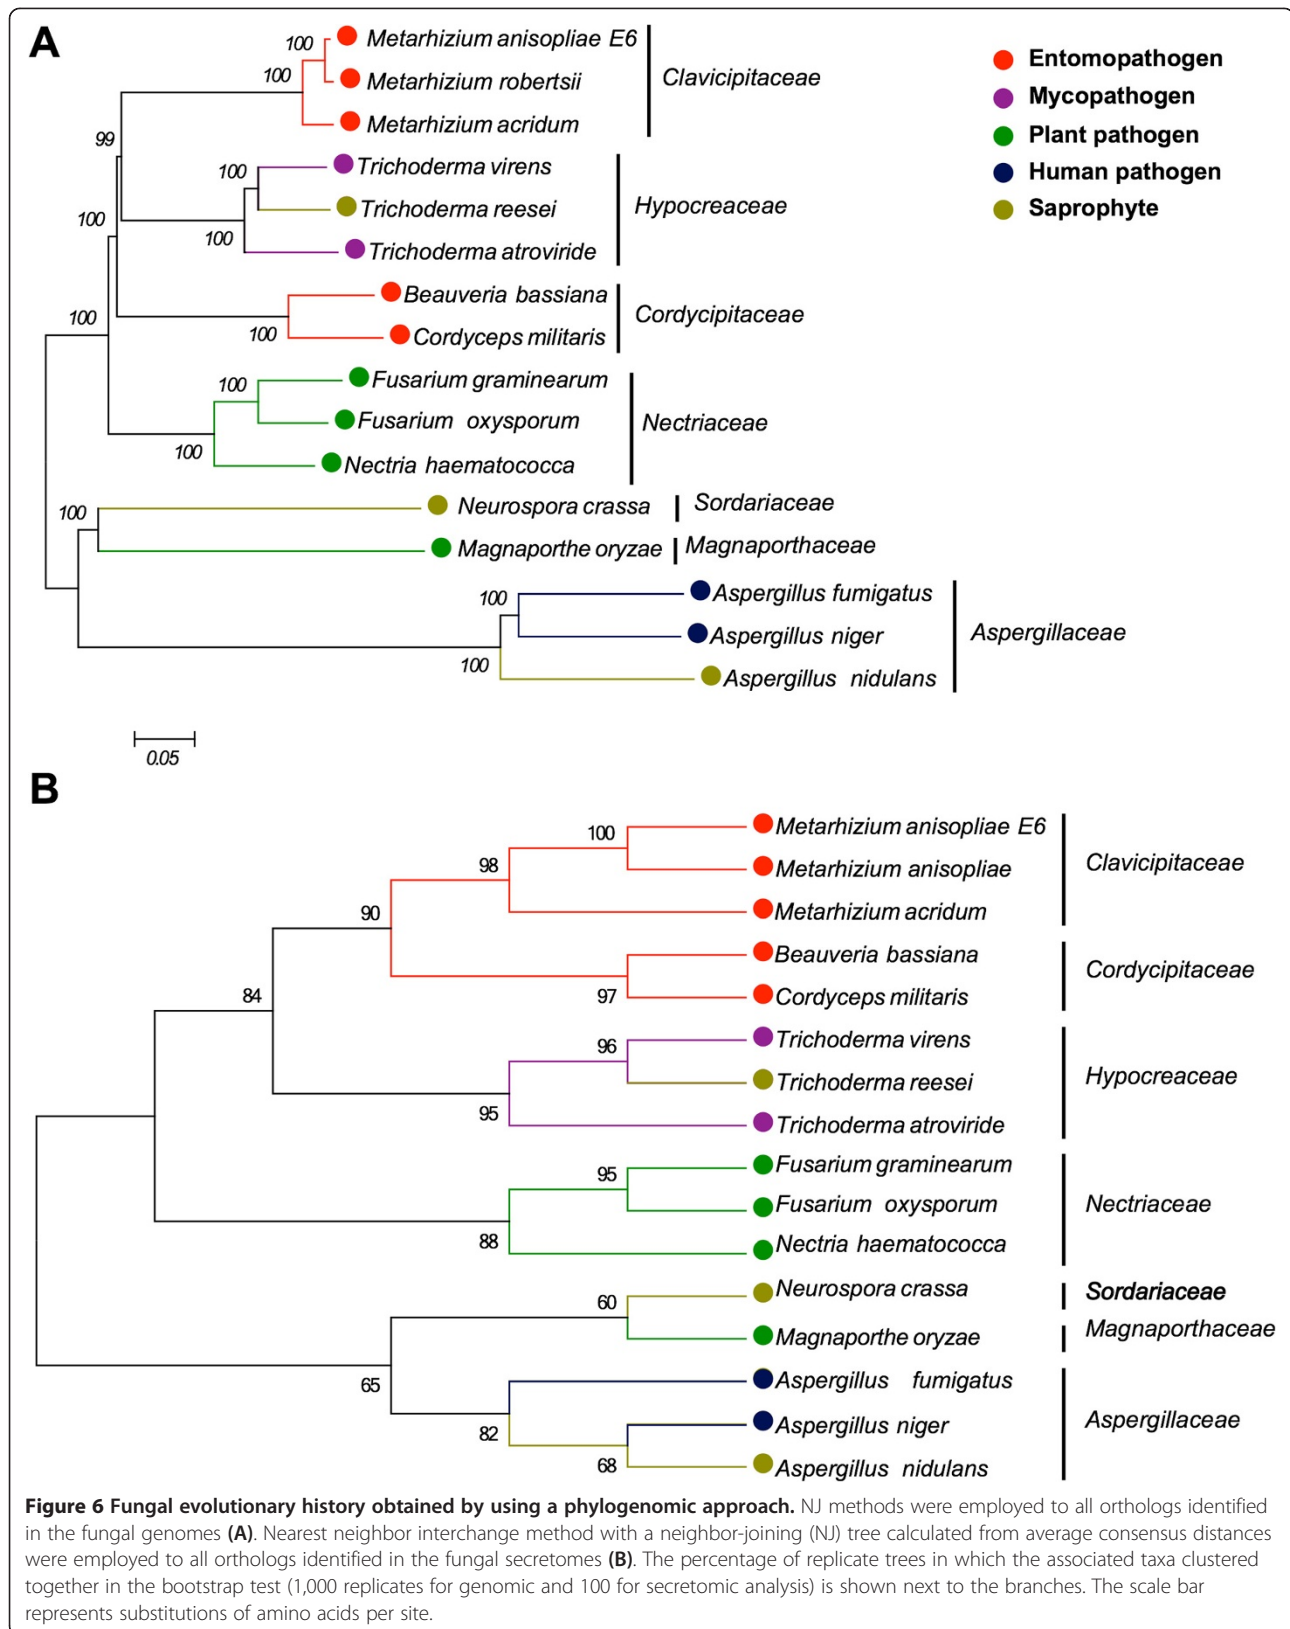 A
100
Metarhizium anisopliae E6
100
Metarhizium robertsii
Clavicipitaceae
Metarhizium acridum
99
100
Trichoderma virens
Trichoderma reesei
Hypocreaceae
100
100
Trichoderma atroviride
Beauveria bassiana
Cordycipitaceae
100
100
Cordyceps militaris
100
Fusarium graminearum
Fusarium oxysporum
Nectriaceae
100
Nectria haematococca
100
Neurospora crassa
Sordariaceae
Magnaporthe oryzae
Magnaporthaceae
100
Aspergillus fumigatus
Aspergillus niger
Aspergillaceae
100
Aspergillus nidulans
0.05
Entomopathogen
Mycopathogen
Plant pathogen
Human pathogen
Saprophyte
B
100
Metarhizium anisopliae E6
98
Metarhizium anisopliae
Clavicipitaceae
90
Metarhizium acridum
Beauveria bassiana
Cordycipitaceae
84
97
Cordyceps militaris
96
Trichoderma virens
Trichoderma reesei
Hypocreaceae
95
Trichoderma atroviride
95
Fusarium graminearum
Fusarium oxysporum
Nectriaceae
88
Nectria haematococca
60
Neurospora crassa
Sordariaceae
Magnaporthe oryzae
Magnaporthaceae
65
Aspergillus fumigatus
82
Aspergillus niger
Aspergillaceae
68
Aspergillus nidulans
Figure 6 Fungal evolutionary history obtained by using a phylogenomic approach. NJ methods were employed to all orthologs identified
in the fungal genomes (A). Nearest neighbor interchange method with a neighbor-joining (NJ) tree calculated from average consensus distances
were employed to all orthologs identified in the fungal secretomes (B). The percentage of replicate trees in which the associated taxa clustered
together in the bootstrap test (1,000 replicates for genomic and 100 for secretomic analysis) is shown next to the branches. The scale bar
represents substitutions of amino acids per site.